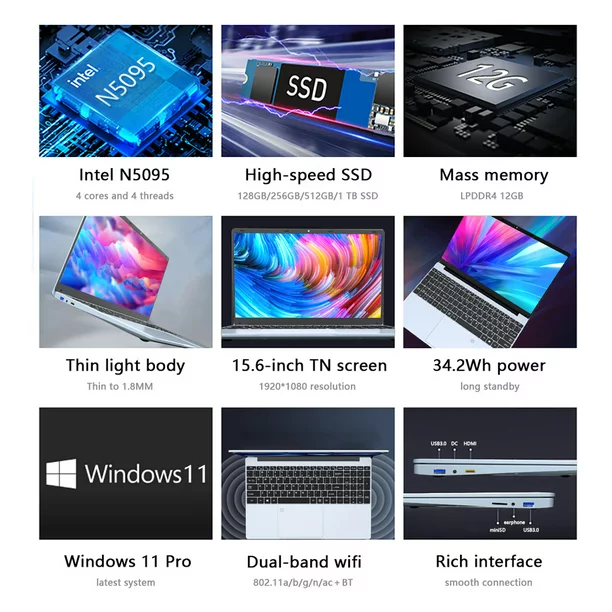 intel
N5095
SSD
12G
Intel N5095
High-speed SSD
Mass memory
4 cores and 4 threads
128GB/256GB/512GB/1 TB SSD
LPDDR4 12GB
Thin light body
15.6-inch TN screen
34.2Wh power
Thin to 1.8MM
1920*1080 resolution
long standby
Windows11
USB3.0 DC HDMI
miniSD earphone USB3.0
Windows 11 Pro
Dual-band wifi
Rich interface
latest system
802.11a/b/g/n/ac + BT
smooth connection